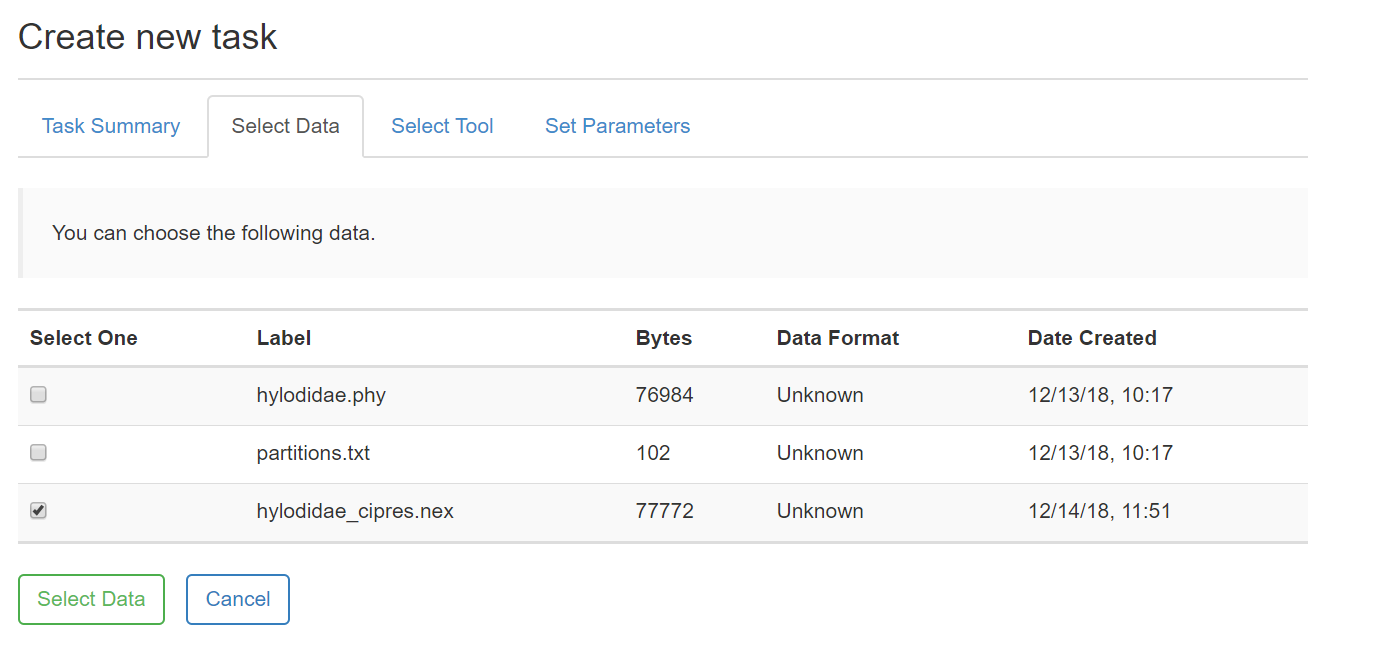 Create new task
Task Summary Select Data Select Tool Set Parameters
You can choose the following data.
Select One Label Bytes Data Format Date Created
hylodidae.phy 76984 Unknown 12/13/18, 10:17
partitions.txt 102 Unknown 12/13/18, 10:17
hylodidae_cipres.nex 77772 Unknown 12/14/18, 11:51
Select Data Cancel